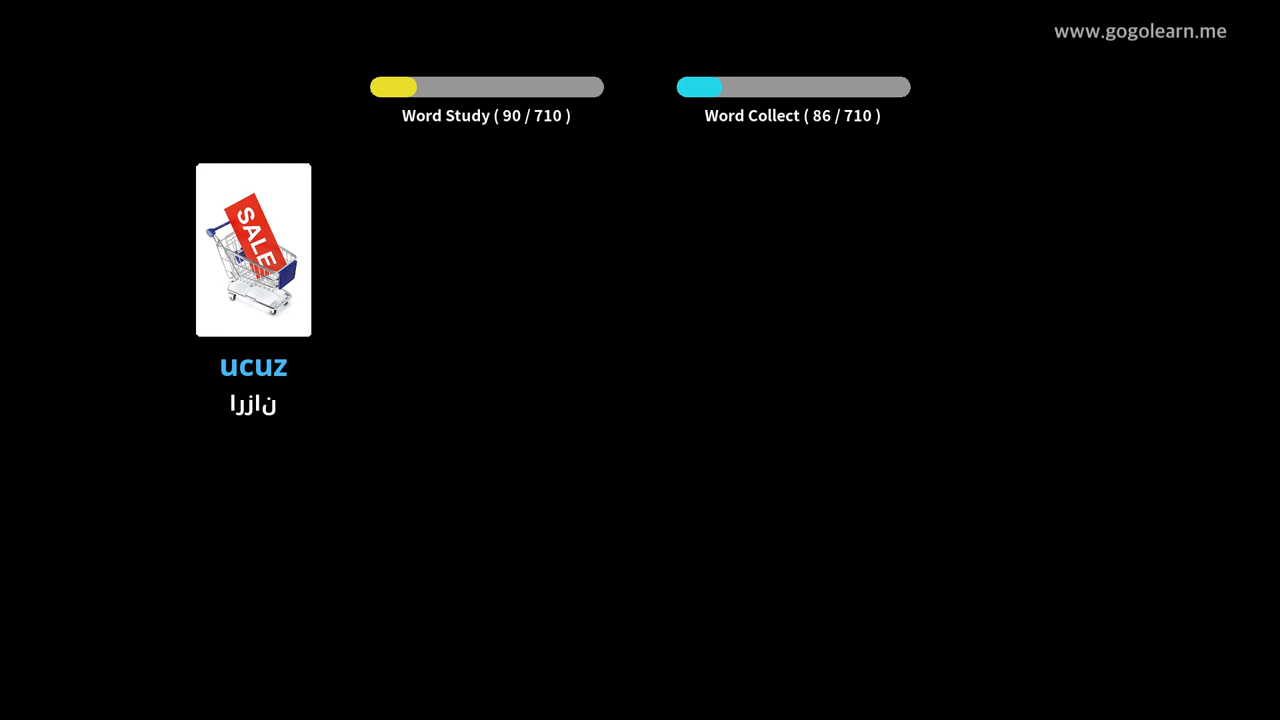 www.gogolearn.me
Word Study ( 90 / 710 )
Word Collect ( 86 / 710 )
SALE
ucuz
ارزان